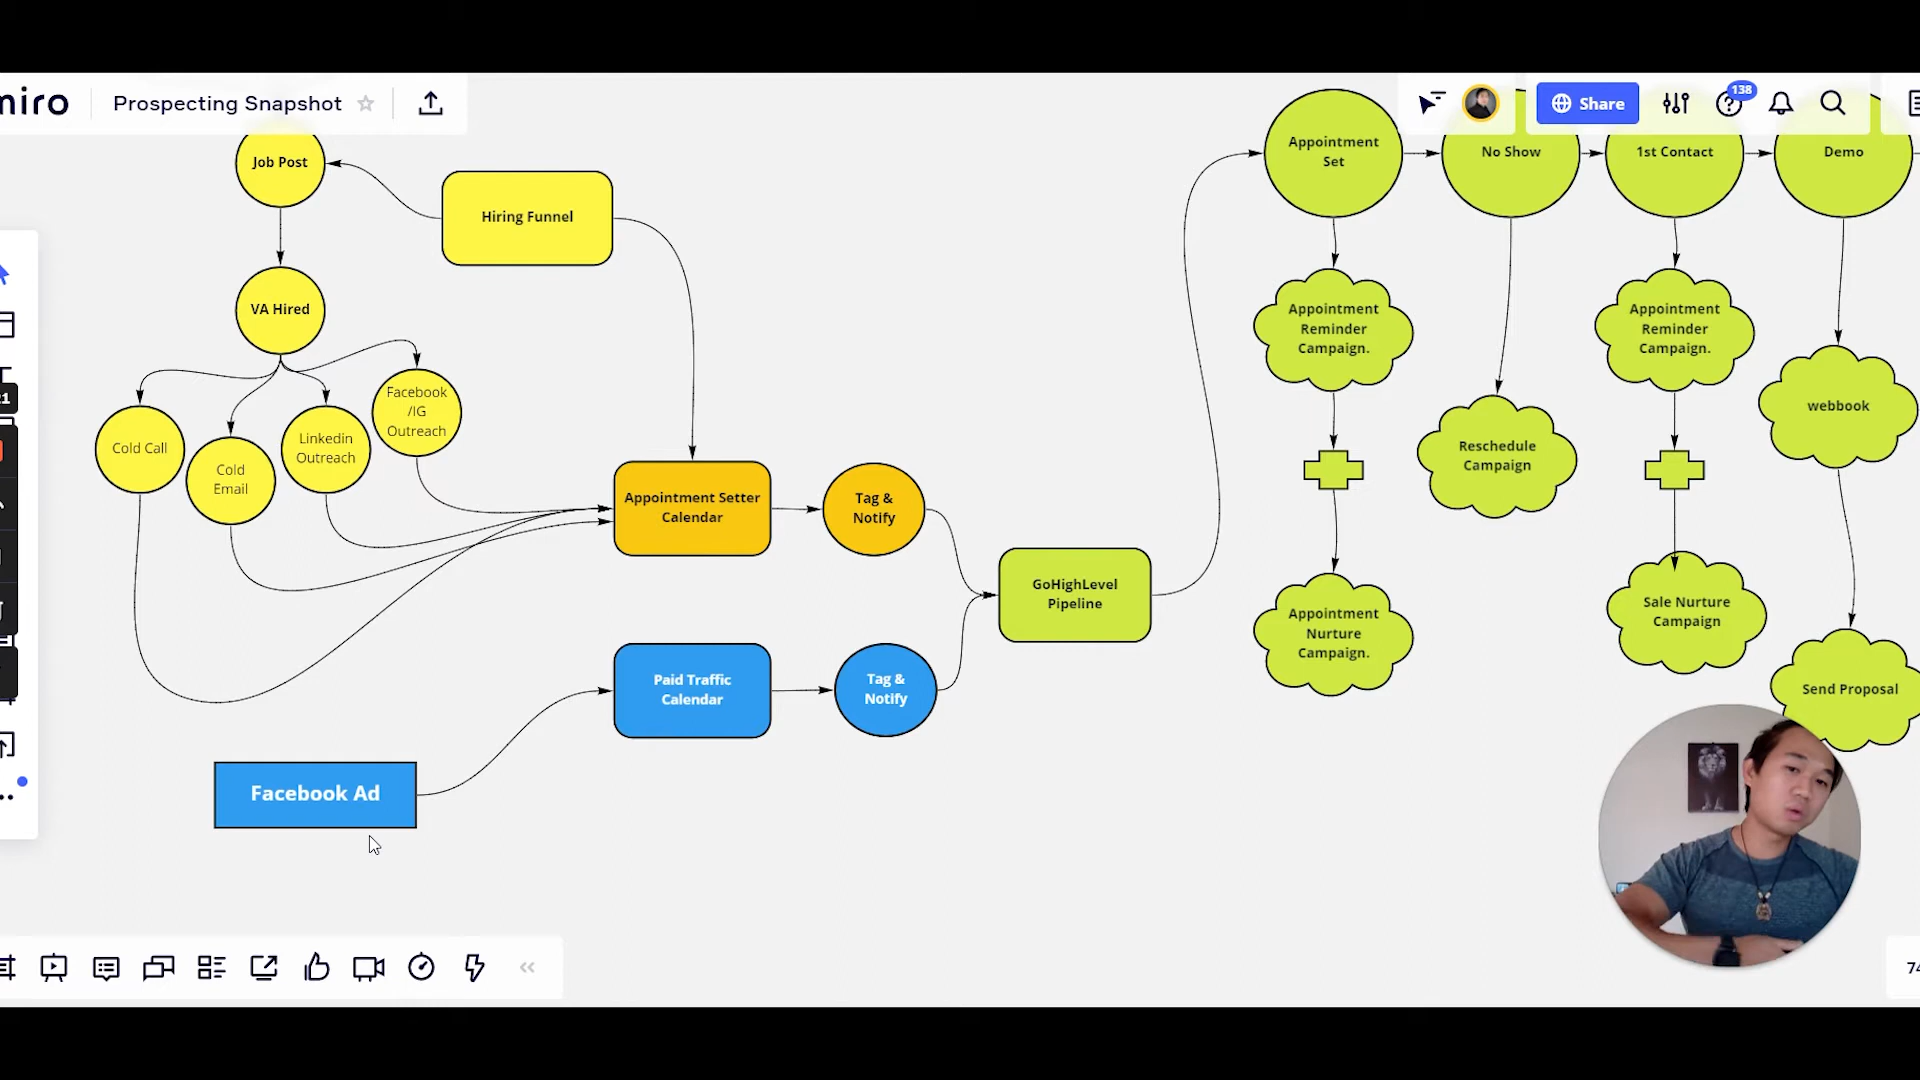 miro
Prospecting Snapshot
Share
138
Job Post
Hiring Funnel
VA Hired
Cold Call
Cold
Email
Linkedin
Outreach
Facebook
/IG
Outreach
Appointment Setter
Calendar
Tag &
Notify
GoHighLevel
Pipeline
Paid Traffic
Calendar
Tag &
Notify
Facebook Ad
Appointment
Set
No Show
1st Contact
Demo
Appointment
Reminder
Campaign.
Appointment
Nurture
Campaign.
Reschedule
Campaign
Appointment
Reminder
Campaign.
Sale Nurture
Campaign
webbook
Send Proposal